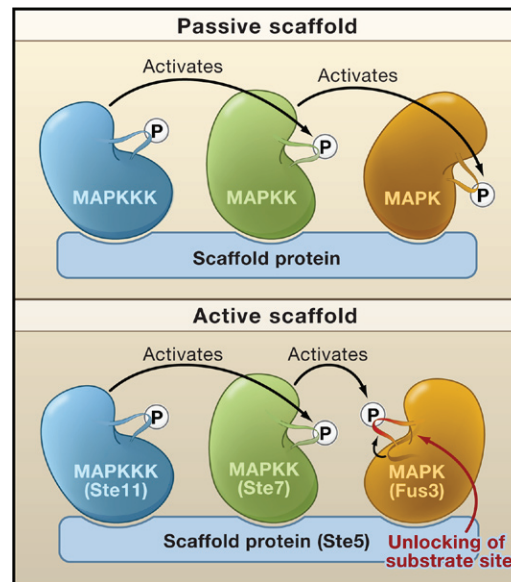 Passive scaffold
Activates
Activates
P
P
P
MAPKKK
MAPKK
MAPK
Scaffold protein
Active scaffold
Activates
Activates
P
P
P
MAPKKK
(Ste11)
MAPKK
(Ste7)
MAPK
(Fus3)
Scaffold protein (Ste5)
Unlocking of
substrate site